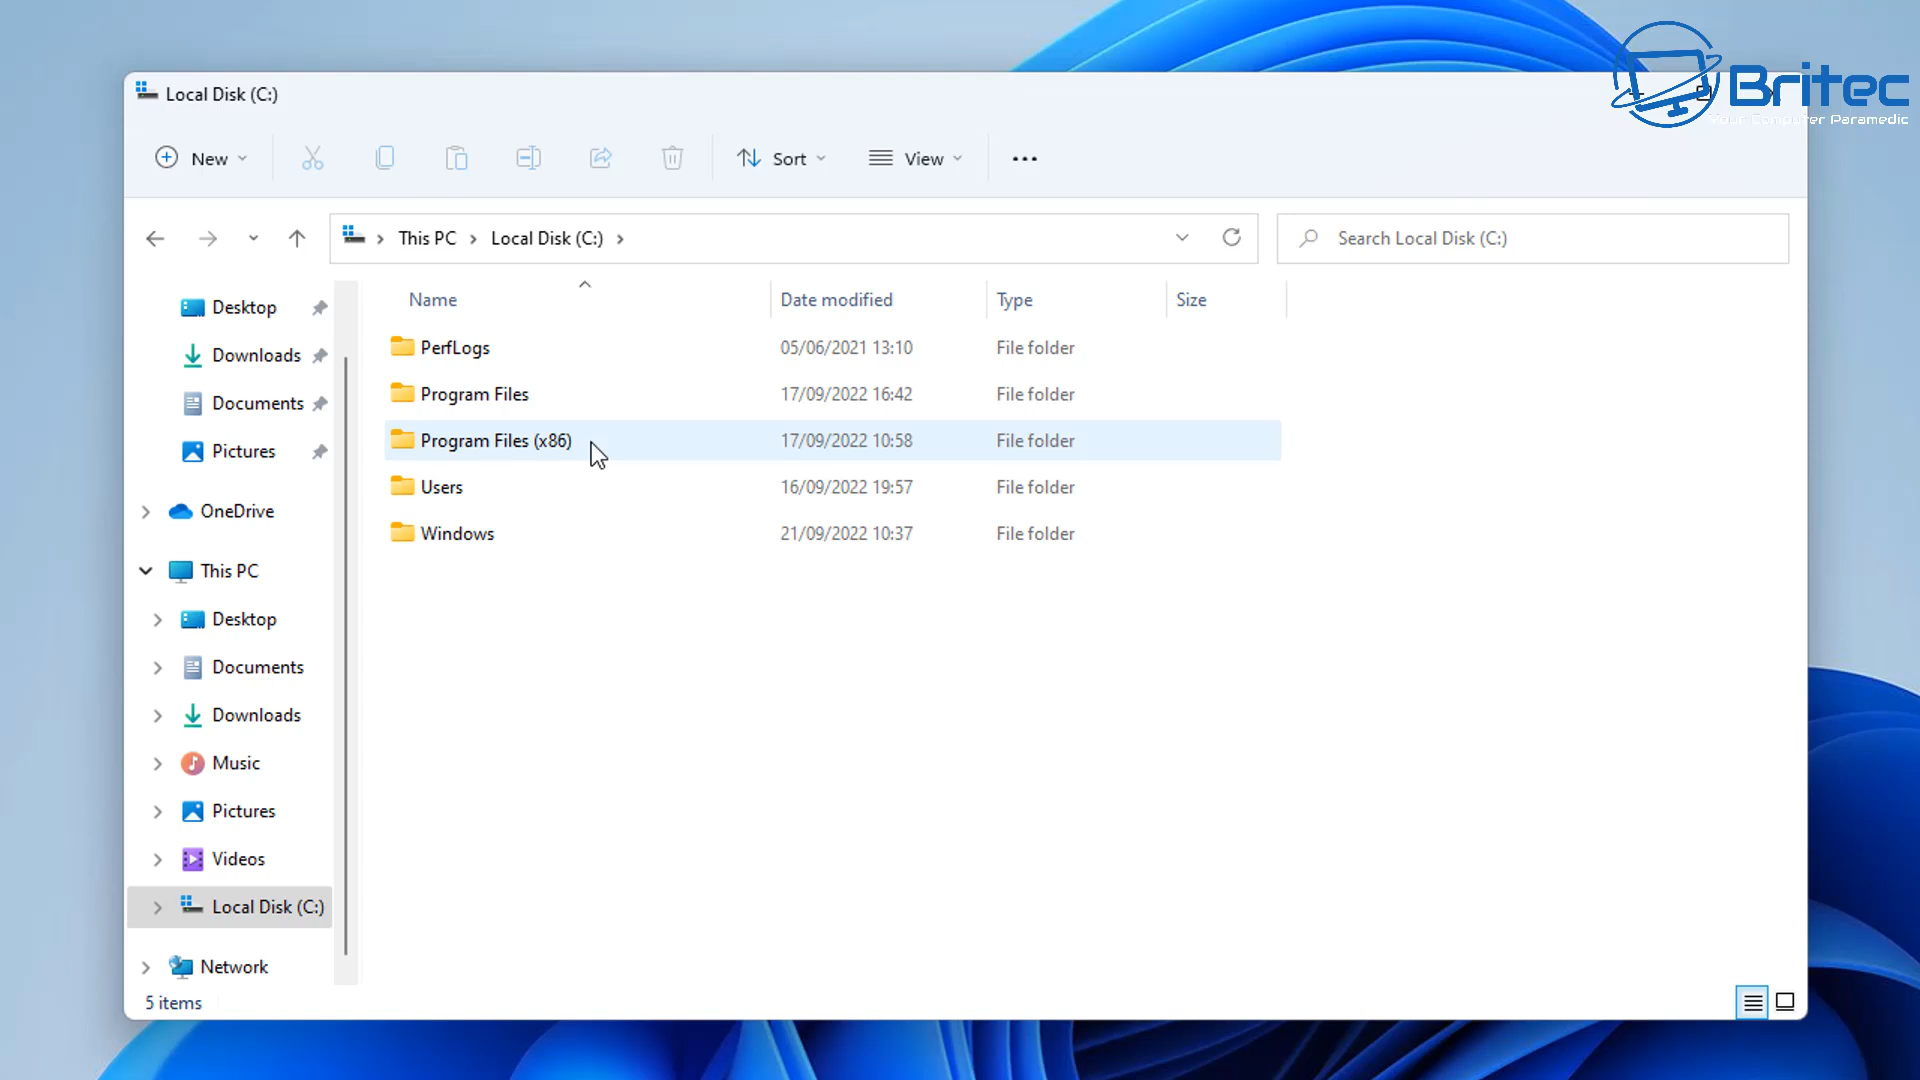 Local Disk (C:)
Britec
Your Computer Paramedic
New
Sort
View
This PC
Local Disk (C:)
Search Local Disk (C:)
Name
Date modified
Type
Size
Desktop
Downloads
Documents
Pictures
OneDrive
This PC
Desktop
Documents
Downloads
Music
Pictures
Videos
Local Disk (C:)
Network
PerfLogs 05/06/2021 13:10 File folder
Program Files 17/09/2022 16:42 File folder
Program Files (x86) 17/09/2022 10:58 File folder
Users 16/09/2022 19:57 File folder
Windows 21/09/2022 10:37 File folder
5 items